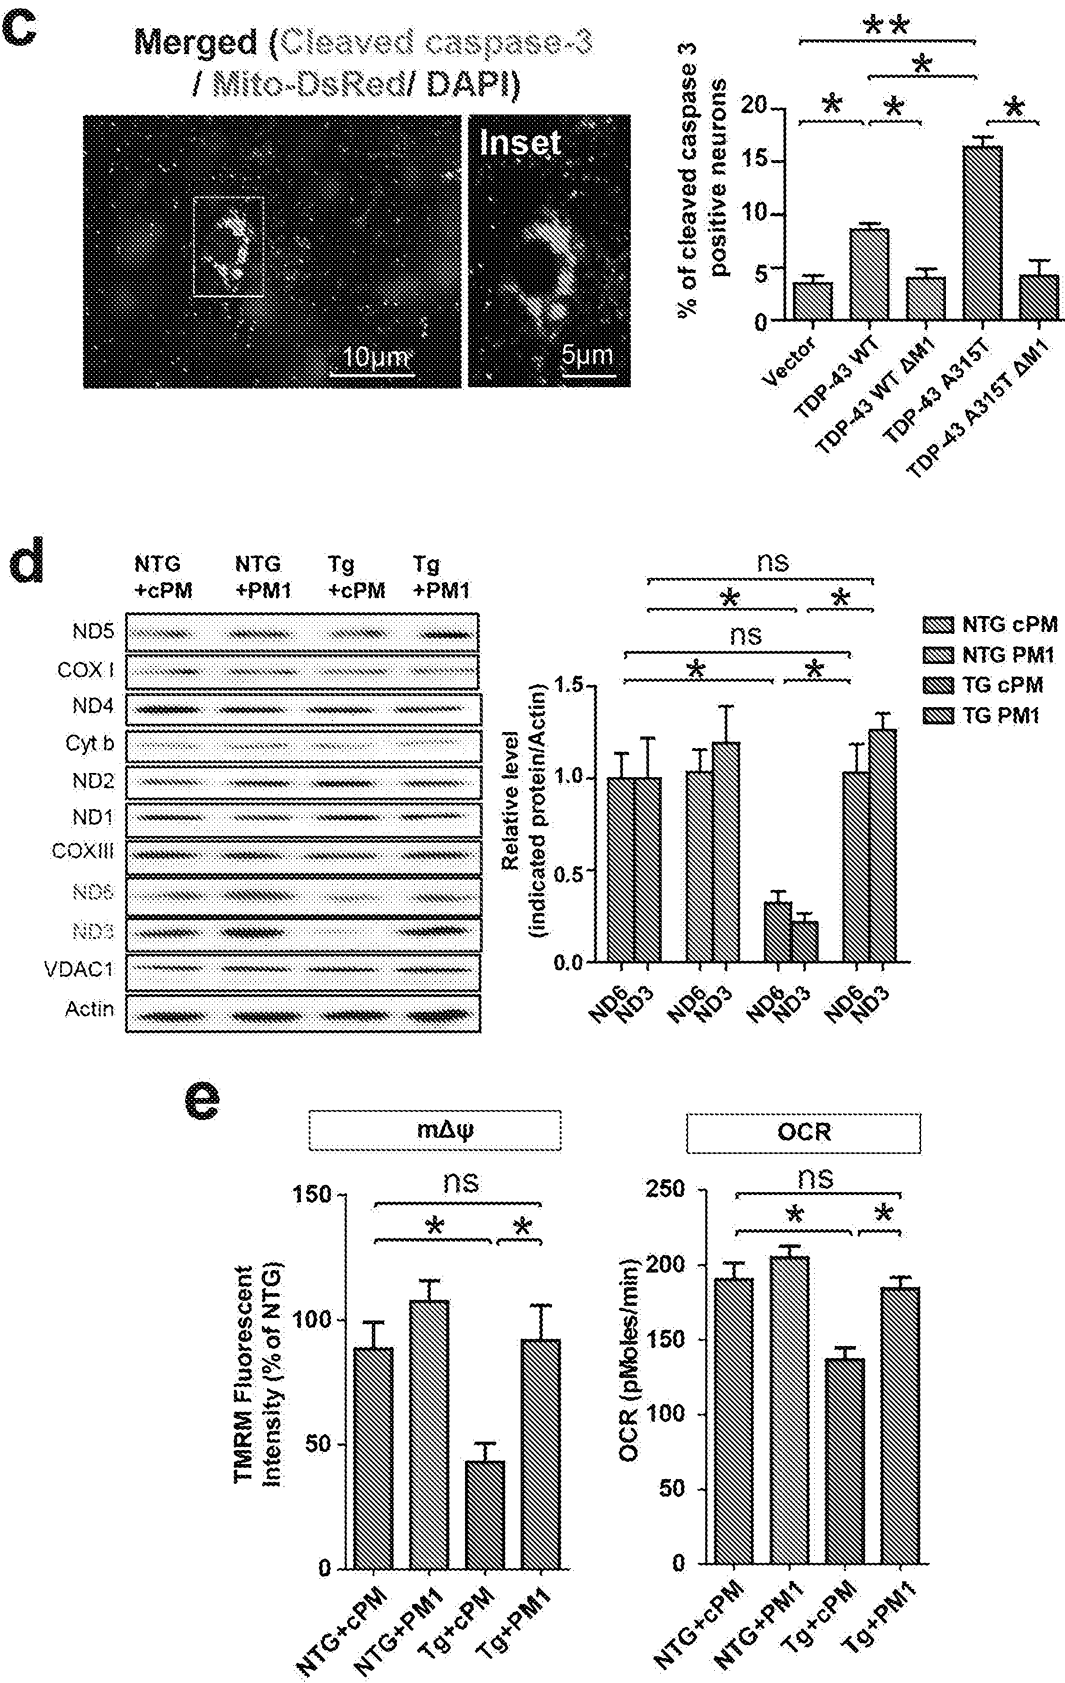 c
Merged (Cleaved caspase-3
/ Mito-DsRed/ DAPI)
Inset
10μm
5μm
% of cleaved caspase 3
positive neurons
20
15
10
5
0
**
*
*
*
*
Vector
TDP-43 WT
TDP-43 WT ΔM1
TDP-43 A315T
TDP-43 A315T ΔM1
d
NTG
+cPM
NTG
+PM1
Tg
+cPM
Tg
+PM1
ND5
COX I
ND4
Cyt b
ND2
ND1
COXIII
ND6
ND3
VDAC1
Actin
Relative level
(indicated protein/Actin)
1.5
1.0
0.5
0.0
ns
*
*
ns
*
*
ND6
ND3
ND6
ND3
ND6
ND3
ND6
ND3
NTG cPM
NTG PM1
TG cPM
TG PM1
e
mΔψ
TMRM Fluorescent
Intensity (% of NTG)
150
100
50
0
ns
*
*
NTG+cPM
NTG+PM1
Tg+cPM
Tg+PM1
OCR
OCR (pMoles/min)
250
200
150
100
50
0
ns
*
*
NTG+cPM
NTG+PM1
Tg+cPM
Tg+PM1